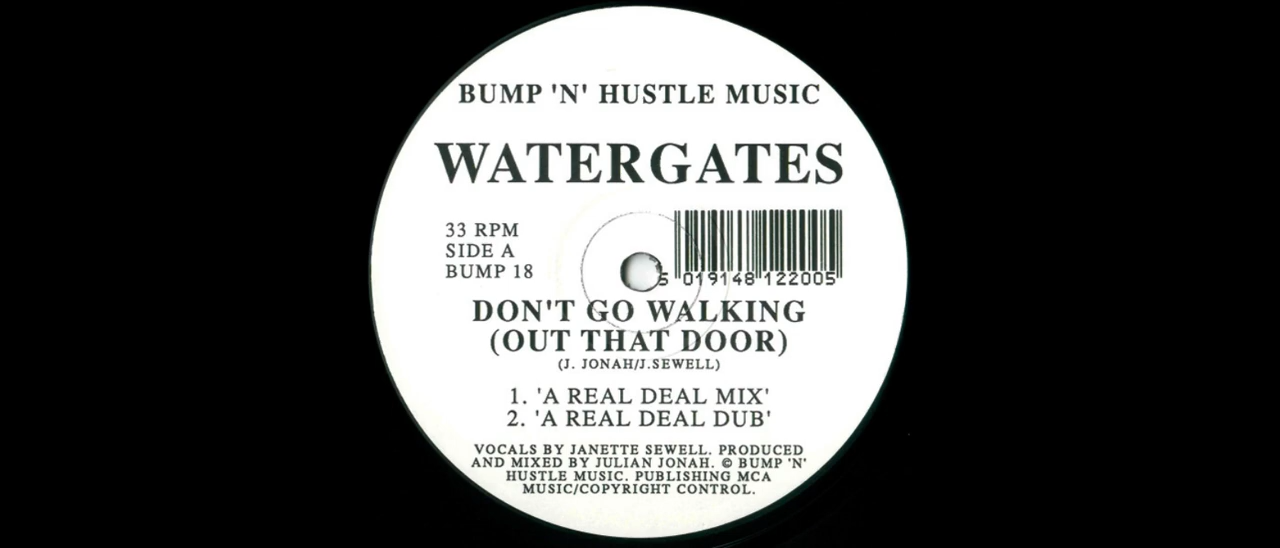 BUMP 'N' HUSTLE MUSIC
WATERGATES
33 RPM
SIDE A
BUMP 18
5 019148 122005
DON'T GO WALKING
(OUT THAT DOOR)
(J. JONAH/J.SEWELL)
1. 'A REAL DEAL MIX'
2. 'A REAL DEAL DUB'
VOCALS BY JANETTE SEWELL. PRODUCED
AND MIXED BY JULIAN JONAH. © BUMP 'N'
HUSTLE MUSIC. PUBLISHING MCA
MUSIC/COPYRIGHT CONTROL.